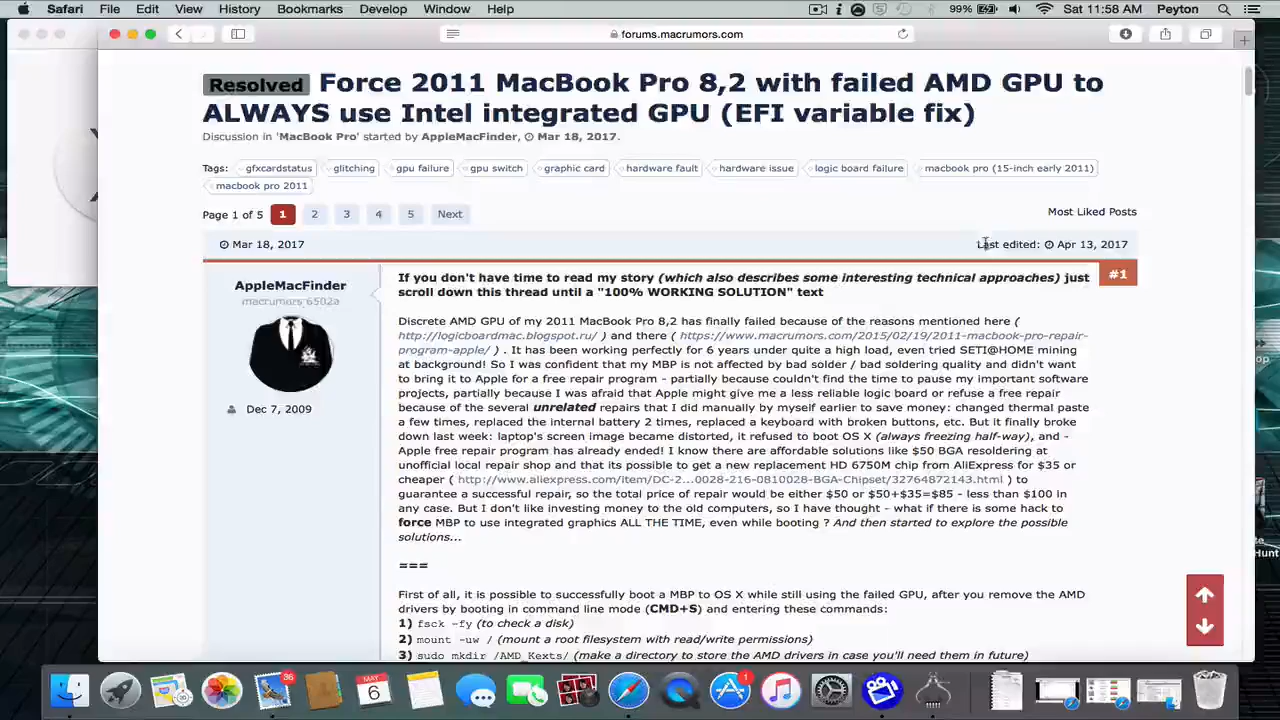 Safari File Edit View History Bookmarks Develop Window Help 99% Sat 11:58 AM Peyton
forums.macrumors.com
Resolved Force 2011 MacBook Pro 8,2 with failed AMD GPU to
ALWAYS use Intel integrated GPU (EFI variable fix)
Discussion in 'MacBook Pro' started by AppleMacFinder, Mar 18, 2017.
Tags: gfxcardstatus glitching gpu failure gpu switch graphic card hardware fault hardware issue logic board failure macbook pro (15-inch early 2011)
macbook pro 2011
Page 1 of 5 1 2 3 4 5 Next
Most Liked Posts
Mar 18, 2017
Last edited: Apr 13, 2017
AppleMacFinder
macrumors 6502a
Dec 7, 2009
#1
If you don't have time to read my story (which also describes some interesting technical approaches) just
scroll down this thread until a "100% WORKING SOLUTION" text
Discrete AMD GPU of my 2011 MacBook Pro 8,2 has finally failed because of the reasons mentioned here (
http://logicboardmac.blogspot.ru/ ) and there ( https://www.macrumors.com/2015/02/19/2011-macbook-pro-repair-
program-apple/ ) . It has been working perfectly for 6 years under quite a high load, even tried SETI@HOME mining
at background! So I was confident that my MBP is not affected by bad solder / bad soldering quality and didn't want
to bring it to Apple for a free repair program - partially because couldn't find the time to pause my important software
projects, partially because I was afraid that Apple might give me a less reliable logic board or refuse a free repair
because of the several unrelated repairs that I did manually by myself earlier to save money: changed thermal paste
a few times, replaced the internal battery 2 times, replaced a keyboard with broken buttons, etc. But it finally broke
down last week: laptop's screen image became distorted, it refused to boot OS X (always freezing half-way), and -
Apple free repair program has already ended! I know there are affordable solutions like $50 BGA resoldering at
unofficial local repair shop and that its possible to get a new replacement HD 6750M chip from AliExpress for $35 or
cheaper ( http://www.aliexpress.com/item/DC-2...0028-216-0810028-BGA-Chipset/32764872143.html ) to
guarantee a successful repair, so the total price of repair would be either $50 or $50+$35=$85 - less than $100 in
any case. But I don't like investing money to the old computers, so I have thought - what if there is some hack to
force MBP to use integrated graphics ALL THE TIME, even while booting ? And then started to explore the possible
solutions...
===
First of all, it is possible to successfully boot a MBP to OS X while still using the failed GPU, after you remove the AMD
drivers by booting in command line mode (CMD+S) and entering these commands:
1) fsck -fy (to check a disk)
2) mount -uw / (mount a root filesystem with read/write permissions)
3) sudo mkdir /AMD_Kexts/ (make a directory to store the AMD drivers in case you'll need them in future)
op
te
Hunt
36
MAY
6